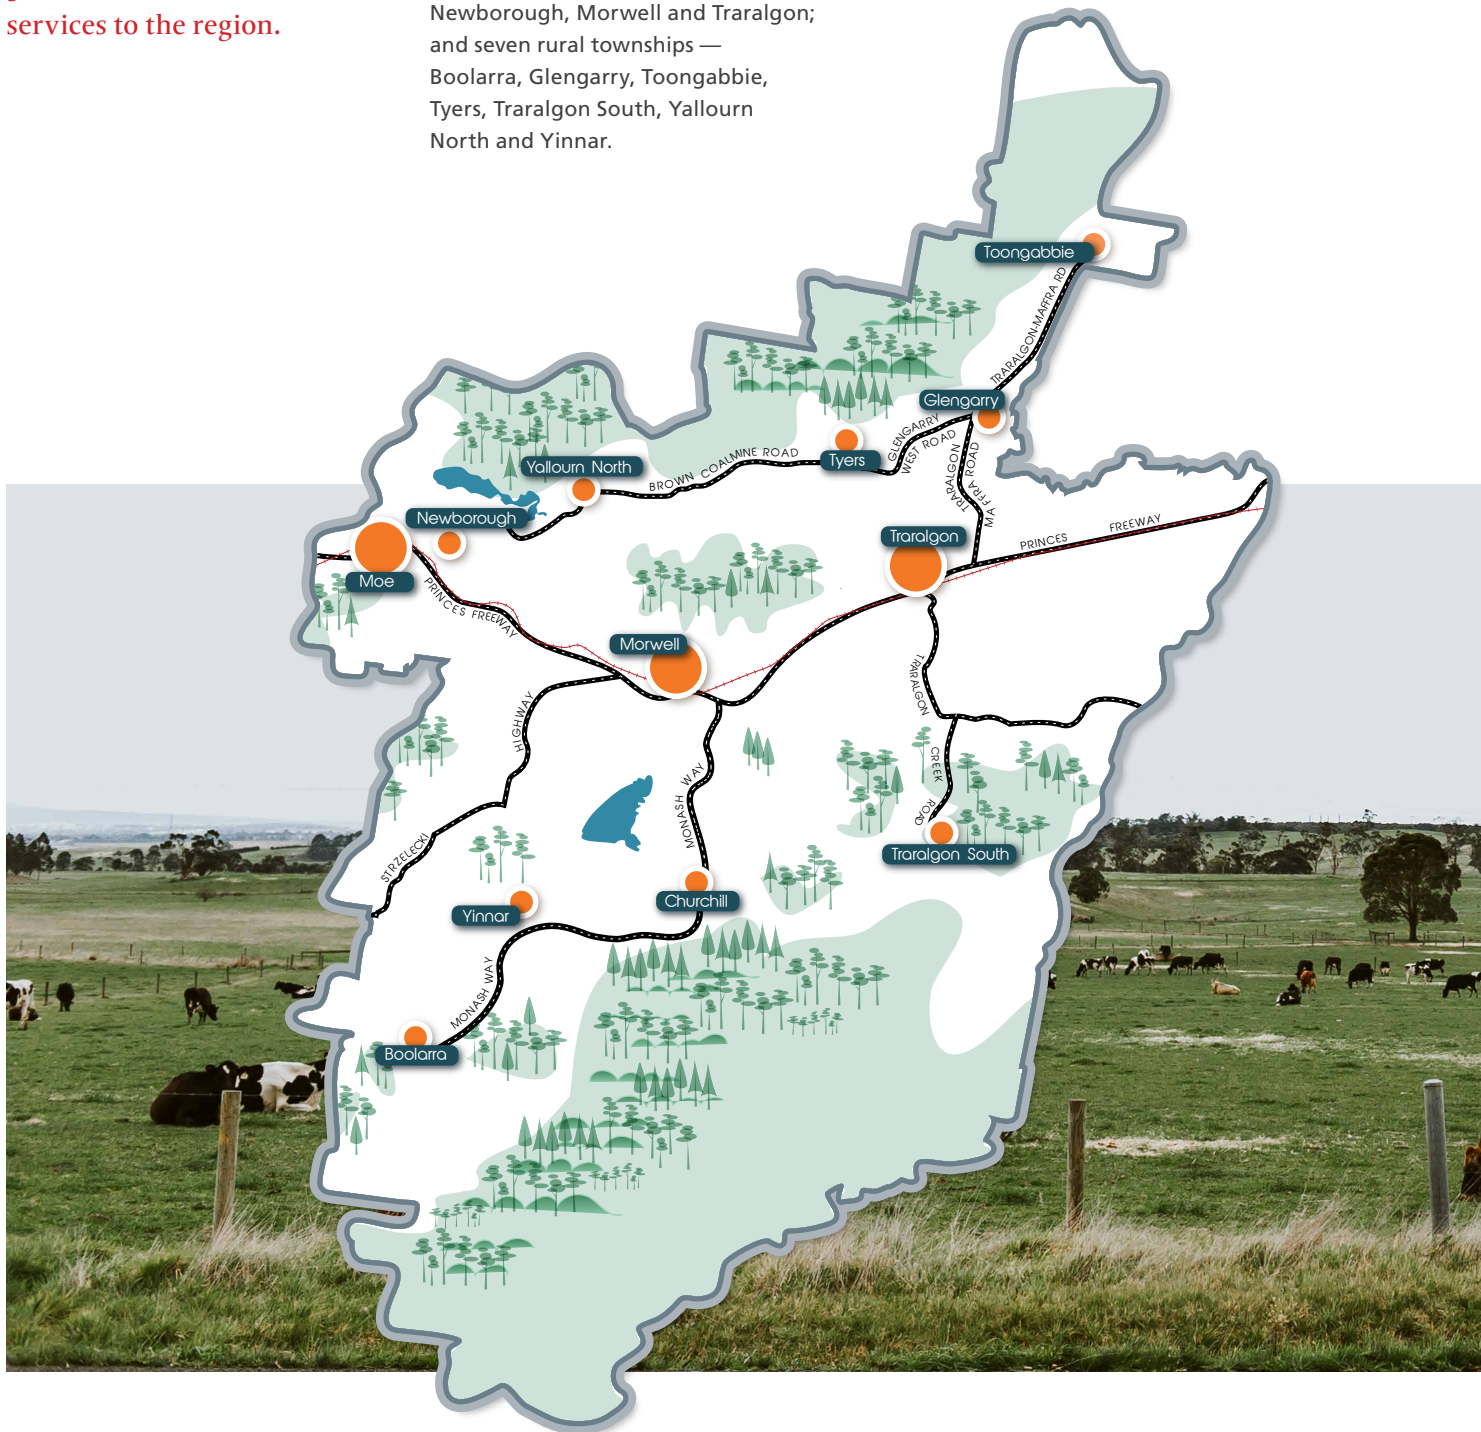 services to the region.
Newborough, Morwell and Traralgon;
and seven rural townships —
Boolarra, Glengarry, Toongabbie,
Tyers, Traralgon South, Yallourn
North and Yinnar.
Toongabbie
TRARALGON-MAFFRA RD
Glengarry
GLENGARRY
WEST ROAD
Tyers
TRARALGON
MAFFRA ROAD
BROWN COALMINE ROAD
Yallourn North
Newborough
Moe
PRINCES FREEWAY
Traralgon
PRINCES FREEWAY
Morwell
HIGHWAY
STRZELECKI
TRARALGON
CREEK
ROAD
Traralgon South
MONASH WAY
Churchill
Yinnar
MONASH WAY
Boolarra